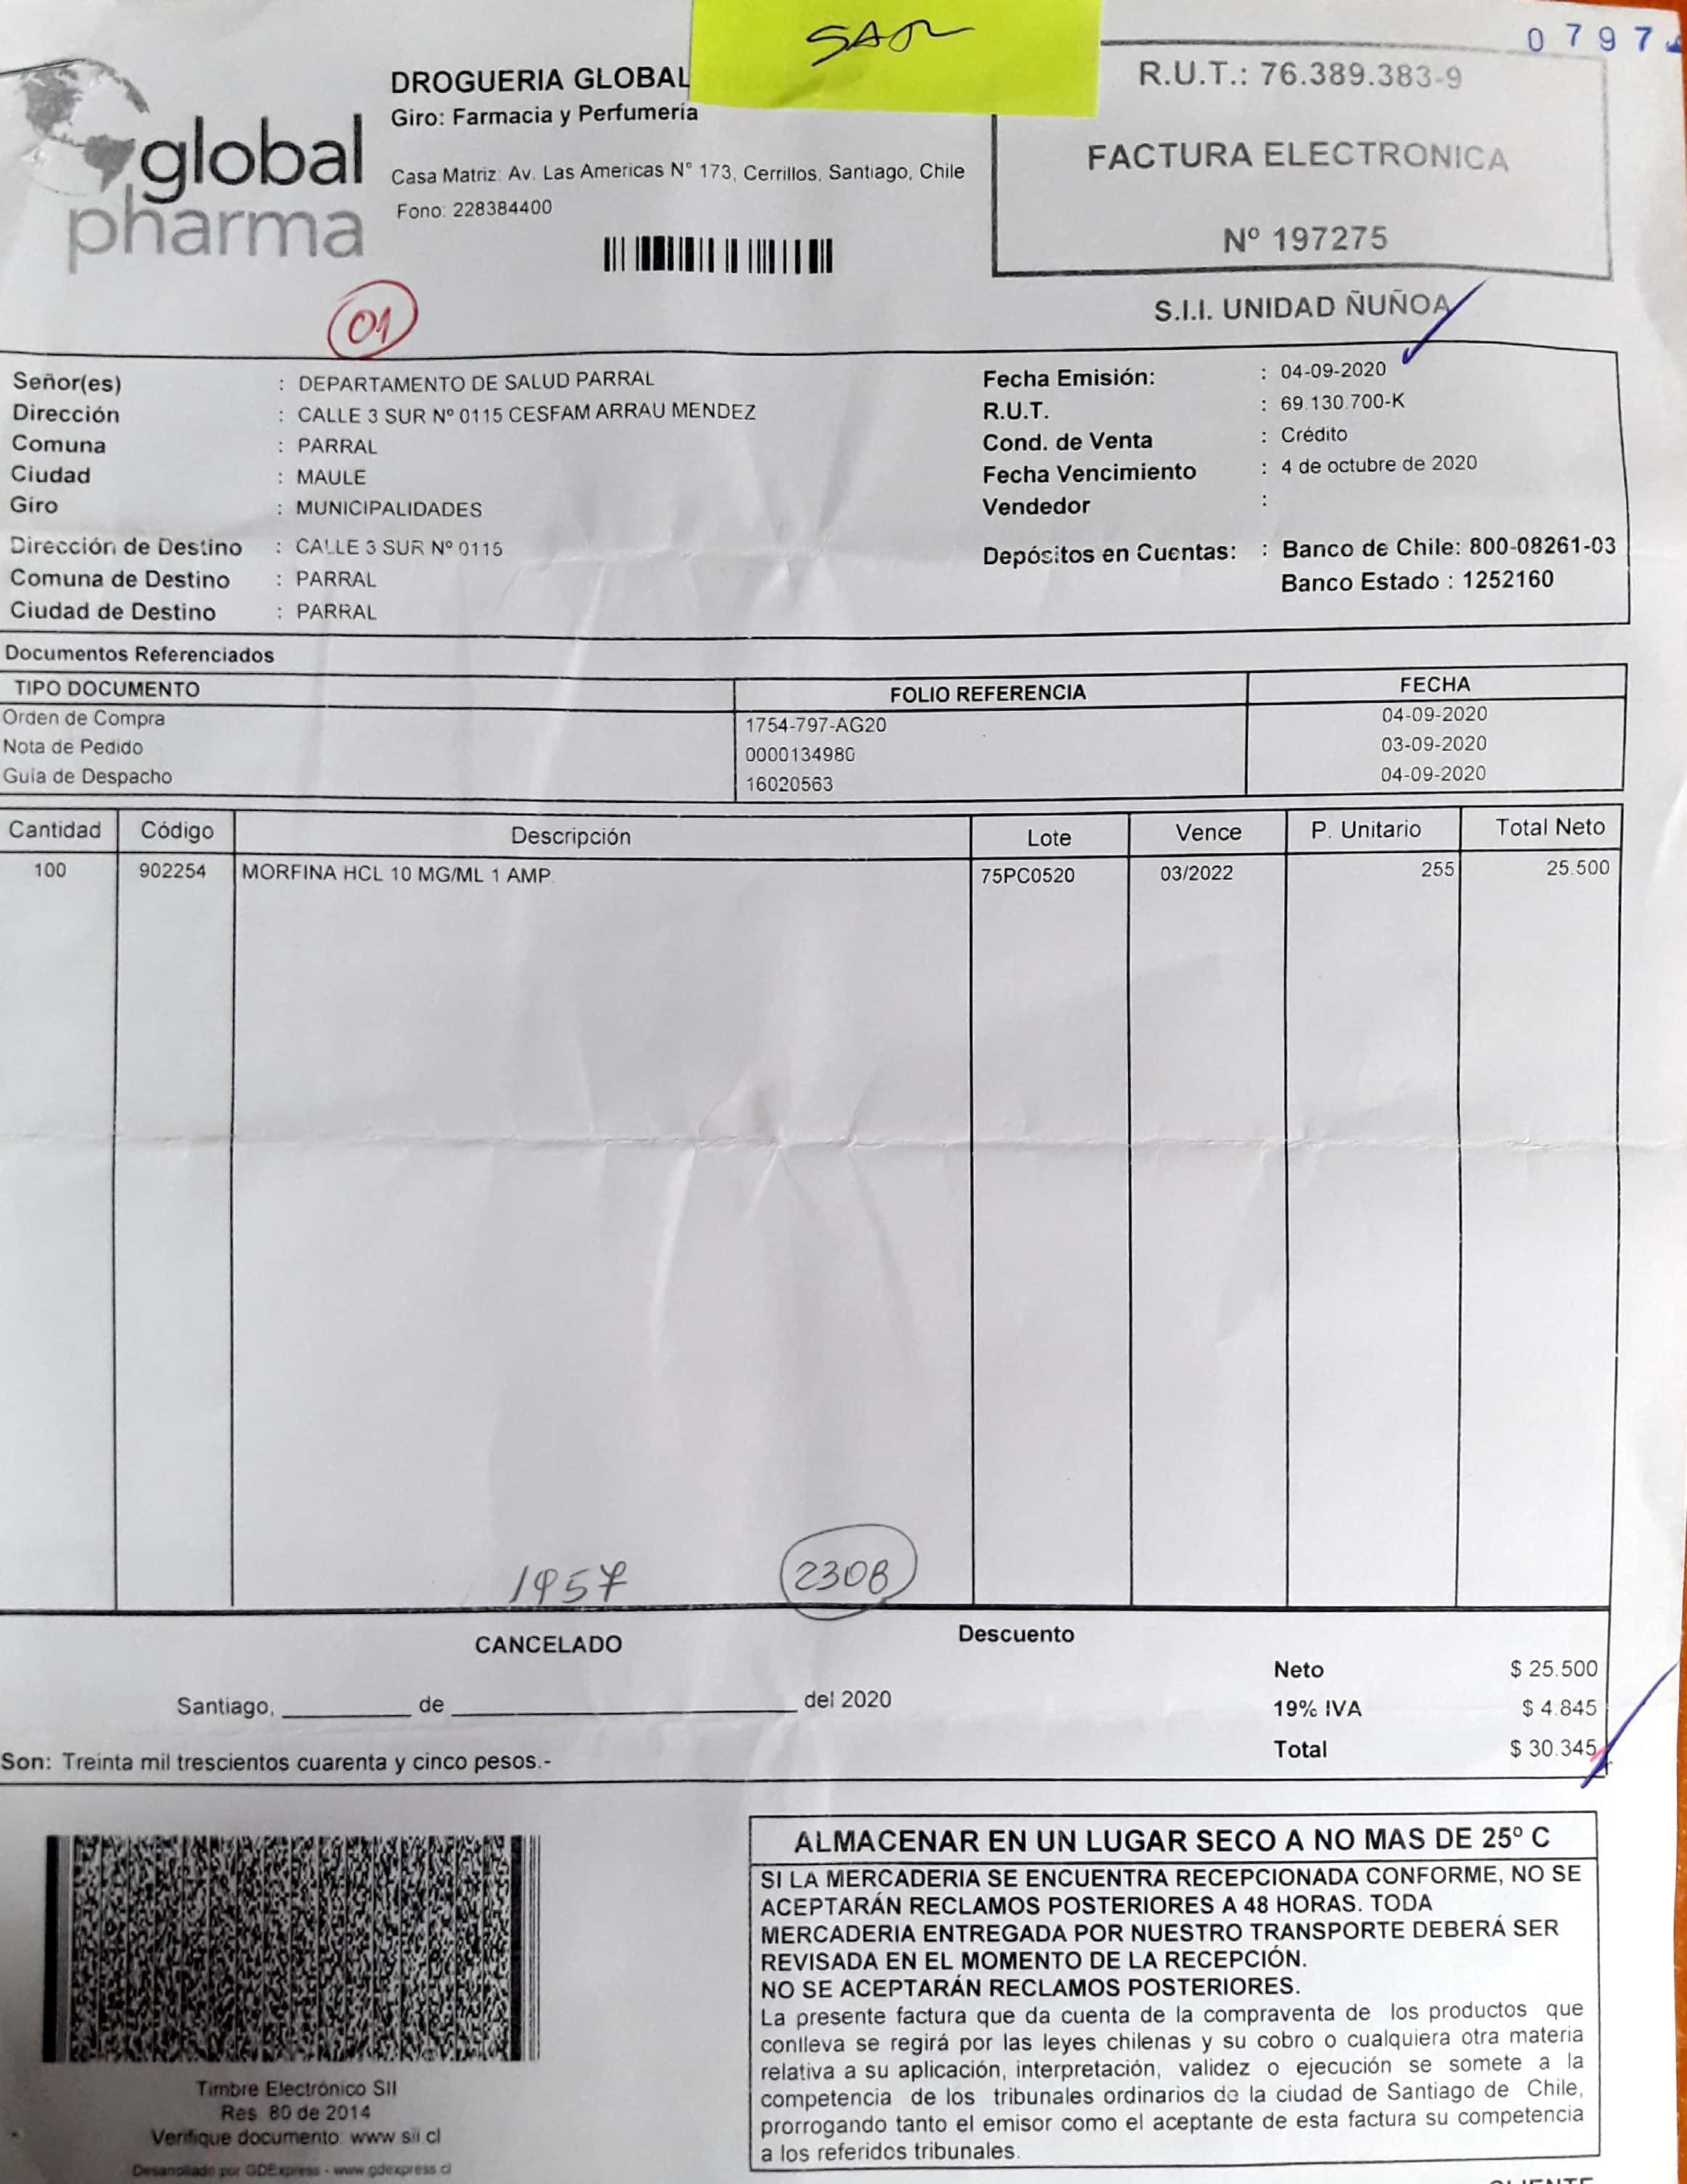 SAR
0797
global
pharma
DROGUERIA GLOBAL
Giro: Farmacia y Perfumería
Casa Matriz: Av. Las Americas N° 173, Cerrillos, Santiago, Chile
Fono: 228384400
R.U.T.: 76.389.383-9
FACTURA ELECTRONICA
Nº 197275
S.I.I. UNIDAD ÑUÑOA
01
Señor(es) : DEPARTAMENTO DE SALUD PARRAL
Dirección : CALLE 3 SUR Nº 0115 CESFAM ARRAU MENDEZ
Comuna : PARRAL
Ciudad : MAULE
Giro : MUNICIPALIDADES
Dirección de Destino : CALLE 3 SUR Nº 0115
Comuna de Destino : PARRAL
Ciudad de Destino : PARRAL
Fecha Emisión: : 04-09-2020
R.U.T. : 69.130.700-K
Cond. de Venta : Crédito
Fecha Vencimiento : 4 de octubre de 2020
Vendedor :
Depósitos en Cuentas: : Banco de Chile: 800-08261-03
Banco Estado : 1252160
Documentos Referenciados
TIPO DOCUMENTO FOLIO REFERENCIA FECHA
Orden de Compra 1754-797-AG20 04-09-2020
Nota de Pedido 0000134980 03-09-2020
Guia de Despacho 16020563 04-09-2020
Cantidad Código Descripción Lote Vence P. Unitario Total Neto
100 902254 MORFINA HCL 10 MG/ML 1 AMP. 75PC0520 03/2022 255 25.500
1957 2308
CANCELADO
Santiago, de del 2020
Descuento
Neto $ 25.500
19% IVA $ 4.845
Total $ 30.345
Son: Treinta mil trescientos cuarenta y cinco pesos.-
Timbre Electrónico SII
Res. 80 de 2014
Verifique documento: www.sii.cl
Desarrollado por GDExpress - www.gdexpress.cl
ALMACENAR EN UN LUGAR SECO A NO MAS DE 25º C
SI LA MERCADERIA SE ENCUENTRA RECEPCIONADA CONFORME, NO SE
ACEPTARÁN RECLAMOS POSTERIORES A 48 HORAS. TODA
MERCADERIA ENTREGADA POR NUESTRO TRANSPORTE DEBERÁ SER
REVISADA EN EL MOMENTO DE LA RECEPCIÓN.
NO SE ACEPTARÁN RECLAMOS POSTERIORES.
La presente factura que da cuenta de la compraventa de los productos que
conlleva se regirá por las leyes chilenas y su cobro o cualquiera otra materia
relativa a su aplicación, interpretación, validez o ejecución se somete a la
competencia de los tribunales ordinarios de la ciudad de Santiago de Chile,
prorrogando tanto el emisor como el aceptante de esta factura su competencia
a los referidos tribunales.
CLIENTE